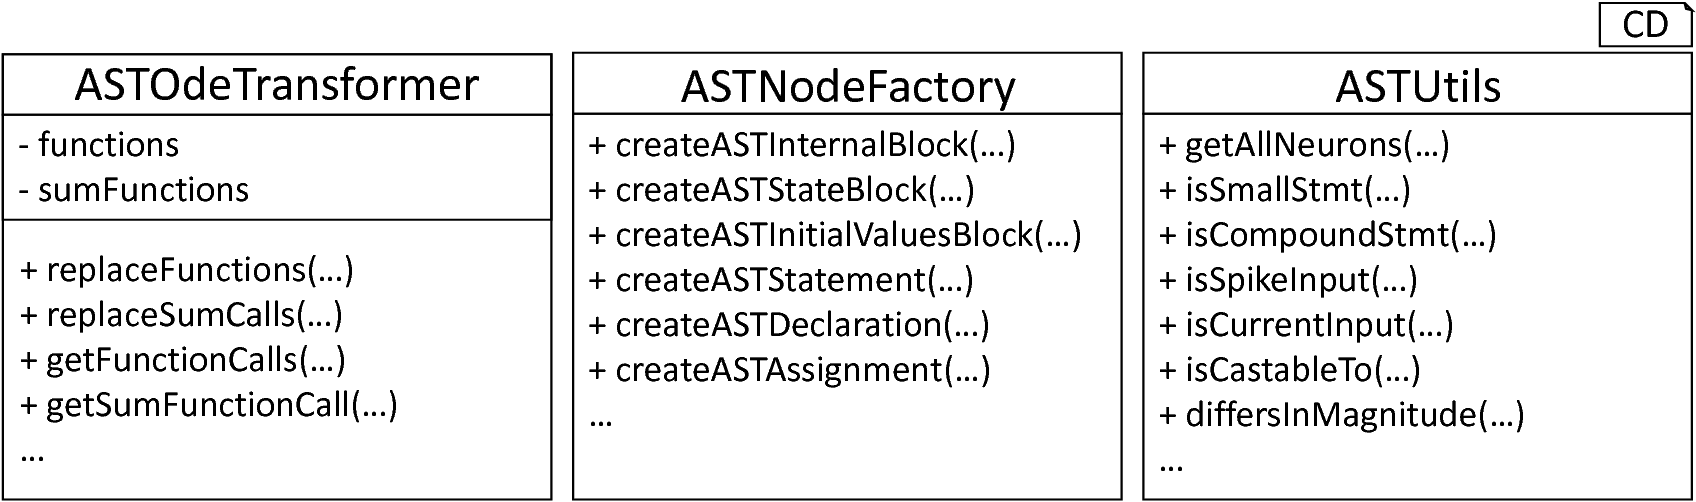 CD
ASTOdeTransformer
- functions
- sumFunctions
+ replaceFunctions(...)
+ replaceSumCalls(...)
+ getFunctionCalls(...)
+ getSumFunctionCall(...)
...
ASTNodeFactory
+ createASTInternalBlock(...)
+ createASTStateBlock(...)
+ createASTInitialValuesBlock(...)
+ createASTStatement(...)
+ createASTDeclaration(...)
+ createASTAssignment(...)
...
ASTUtils
+ getAllNeurons(...)
+ isSmallStmt(...)
+ isCompoundStmt(...)
+ isSpikeInput(...)
+ isCurrentInput(...)
+ isCastableTo(...)
+ differsInMagnitude(...)
...